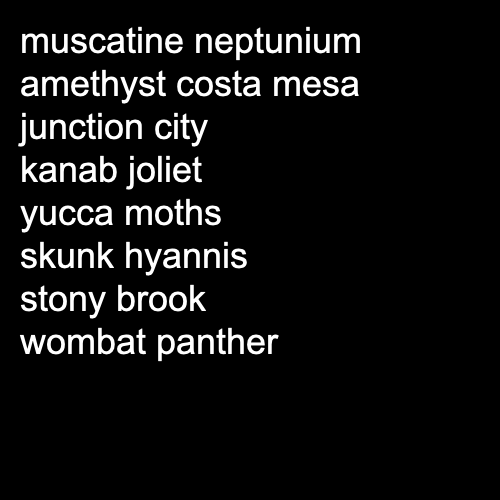 muscatine neptunium
amethyst costa mesa
junction city
kanab joliet
yucca moths
skunk hyannis
stony brook
wombat panther